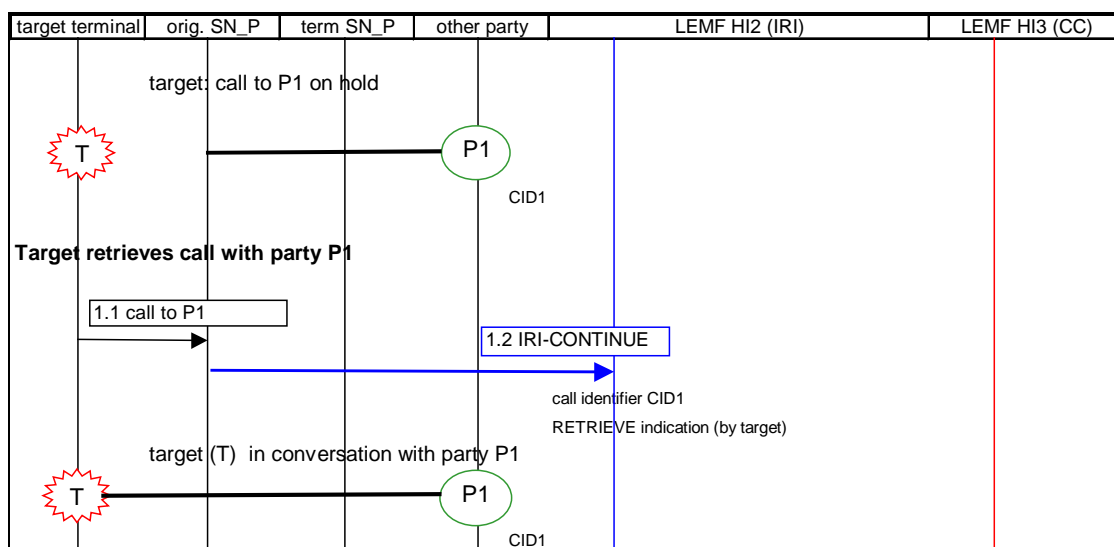 target terminal orig. SN_P term SN_P other party LEMF HI2 (IRI) LEMF HI3 (CC)
target: call to P1 on hold
T P1
CID1
Target retrieves call with party P1
1.1 call to P1
1.2 IRI-CONTINUE
call identifier CID1
RETRIEVE indication (by target)
target (T) in conversation with party P1
T P1
CID1